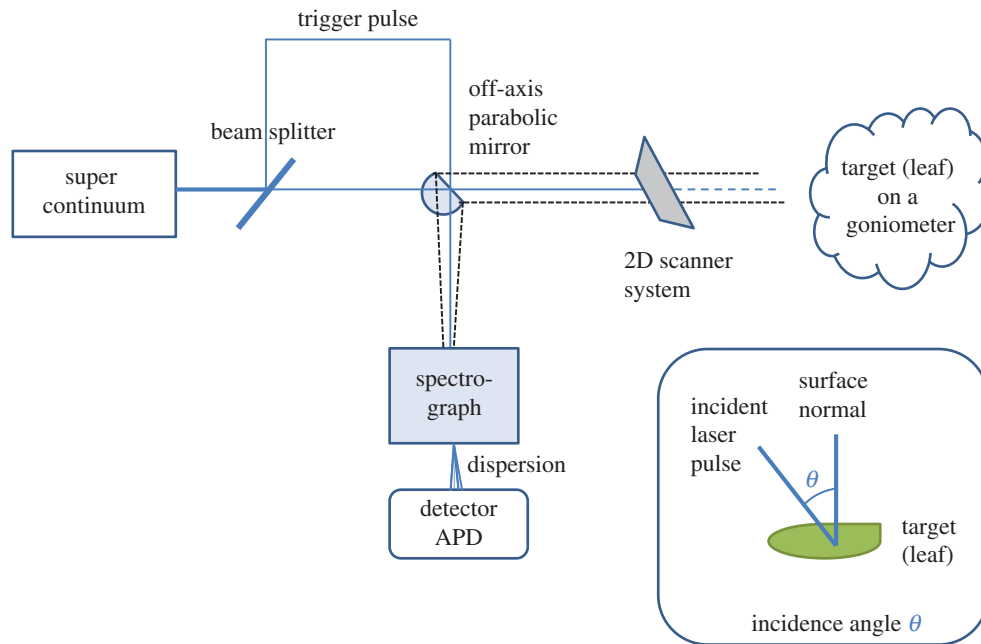 trigger pulse
off-axis
parabolic
mirror
beam splitter
super
continuum
target (leaf)
on a
goniometer
2D scanner
system
spectro-
graph
dispersion
detector
APD
surface
normal
incident
laser
pulse
θ
target
(leaf)
incidence angle θ